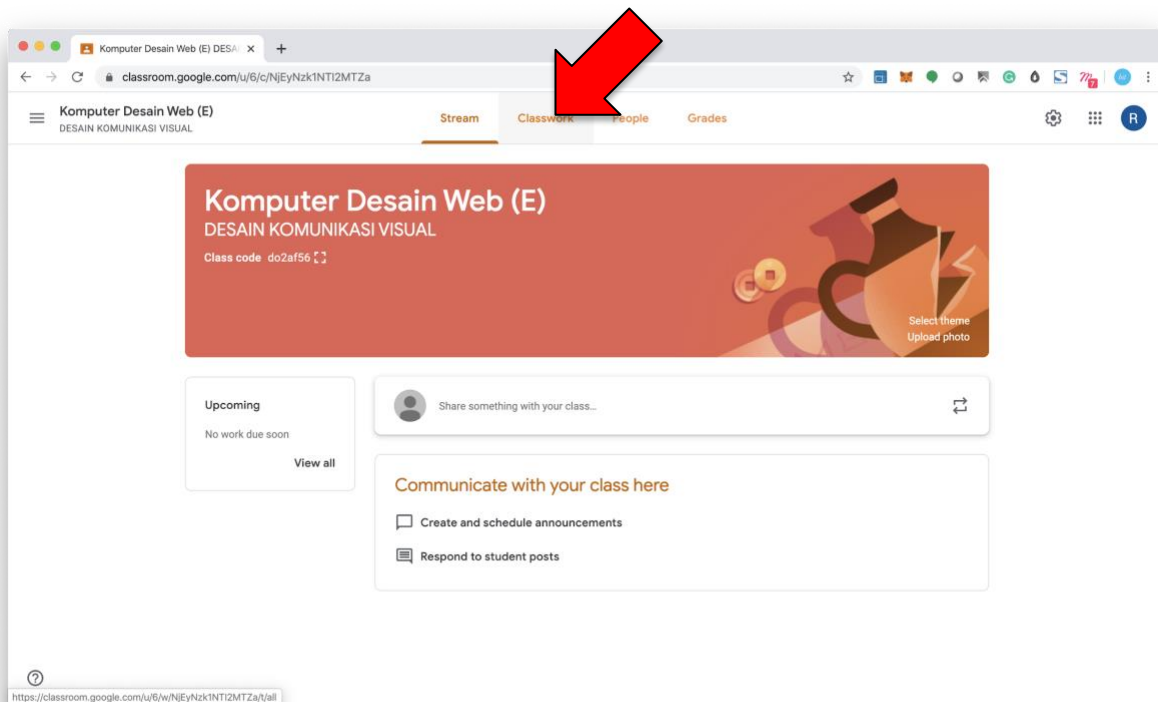 Komputer Desain Web (E) DESA
classroom.google.com/u/6/c/NjEyNzk1NTI2MTZa
Komputer Desain Web (E)
DESAIN KOMUNIKASI VISUAL
Stream Classwork People Grades
R
Komputer Desain Web (E)
DESAIN KOMUNIKASI VISUAL
Class code do2af56
Select theme
Upload photo
Upcoming
No work due soon
View all
Share something with your class...
Communicate with your class here
Create and schedule announcements
Respond to student posts
https://classroom.google.com/u/6/w/NjEyNzk1NTI2MTZa/t/all